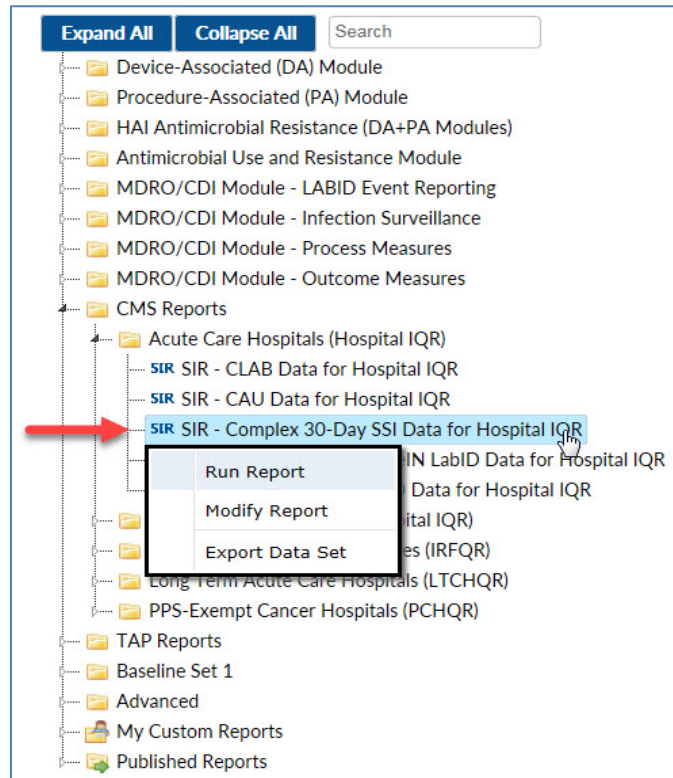 Expand All Collapse All Search
Device-Associated (DA) Module
Procedure-Associated (PA) Module
HAI Antimicrobial Resistance (DA+PA Modules)
Antimicrobial Use and Resistance Module
MDRO/CDI Module - LABID Event Reporting
MDRO/CDI Module - Infection Surveillance
MDRO/CDI Module - Process Measures
MDRO/CDI Module - Outcome Measures
CMS Reports
Acute Care Hospitals (Hospital IQR)
SIR SIR - CLAB Data for Hospital IQR
SIR SIR - CAU Data for Hospital IQR
SIR SIR - Complex 30-Day SSI Data for Hospital IQR
IN LabID Data for Hospital IQR
Run Report
Data for Hospital IQR
Modify Report
ital IQR)
Export Data Set
es (IRFQR)
Long Term Acute Care Hospitals (LTCHQR)
PPS-Exempt Cancer Hospitals (PCHQR)
TAP Reports
Baseline Set 1
Advanced
My Custom Reports
Published Reports